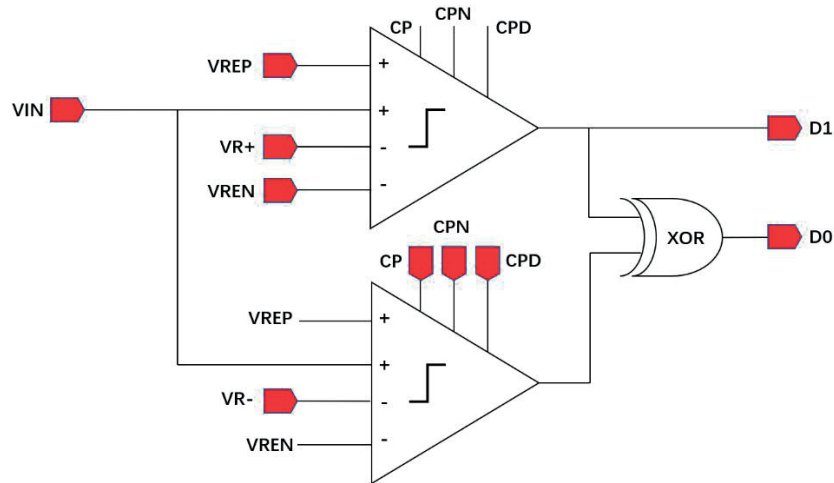 CP
CPN
CPD
VREP
+
VIN
+
VR+
-
VREN
-
D1
XOR
D0
CPN
CP
CPD
VREP
+
+
VR-
-
VREN
-